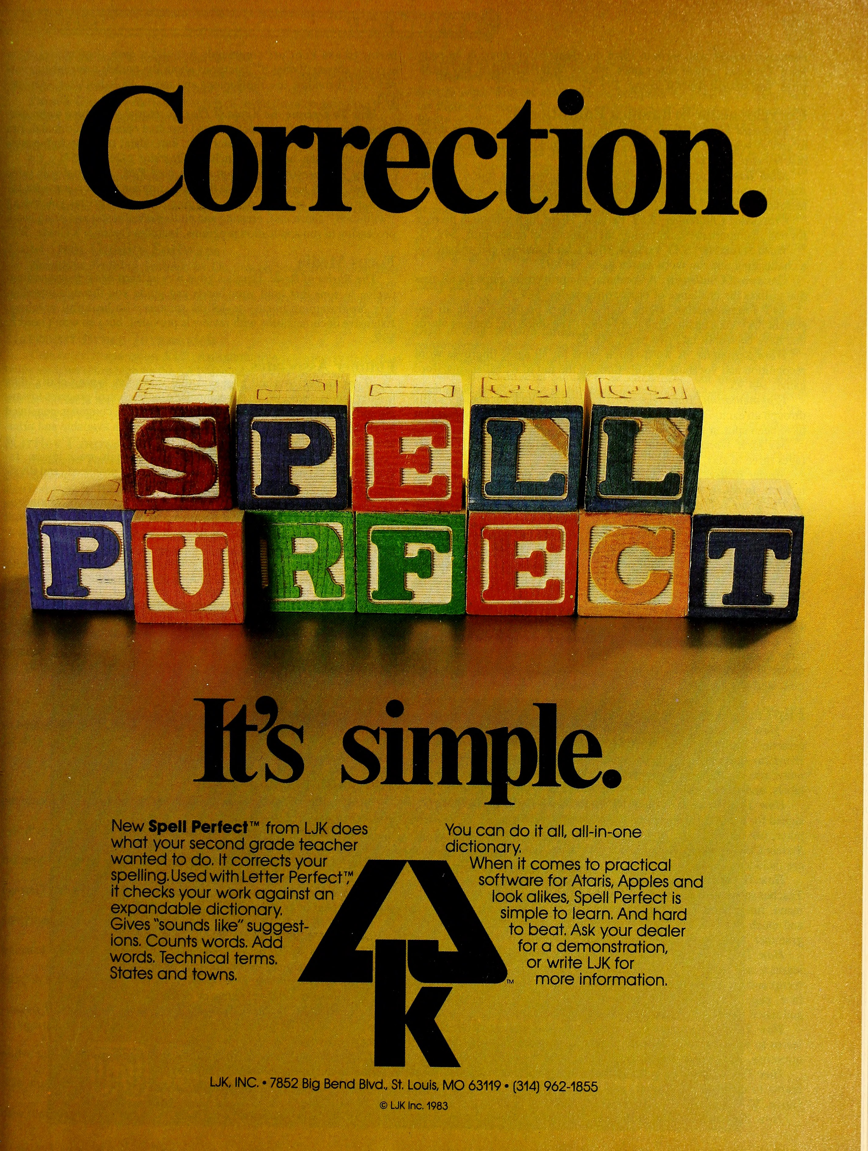 Correction.
SPELL
PURFECT
It's simple.
New Spell Perfect™ from LJK does
what your second grade teacher
wanted to do. It corrects your
spelling. Used with Letter Perfect™,
it checks your work against an
expandable dictionary.
Gives "sounds like" suggest-
ions. Counts words. Add
words. Technical terms.
States and towns.
You can do it all, all-in-one
dictionary.
When it comes to practical
software for Ataris, Apples and
look alikes, Spell Perfect is
simple to learn. And hard
to beat. Ask your dealer
for a demonstration,
or write LJK for
more information.
LJk
™
LJK, INC. • 7852 Big Bend Blvd., St. Louis, MO 63119 • (314) 962-1855
© LJK Inc. 1983